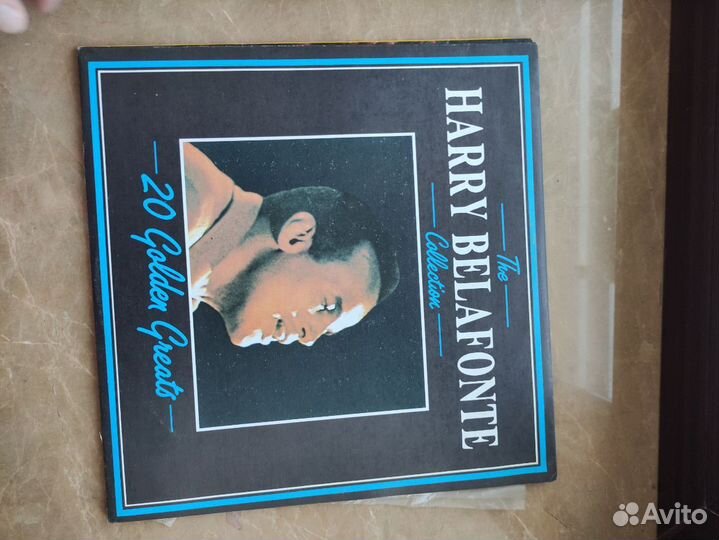 The
HARRY BELAFONTE
Collection
20 Golden Greats
Avito